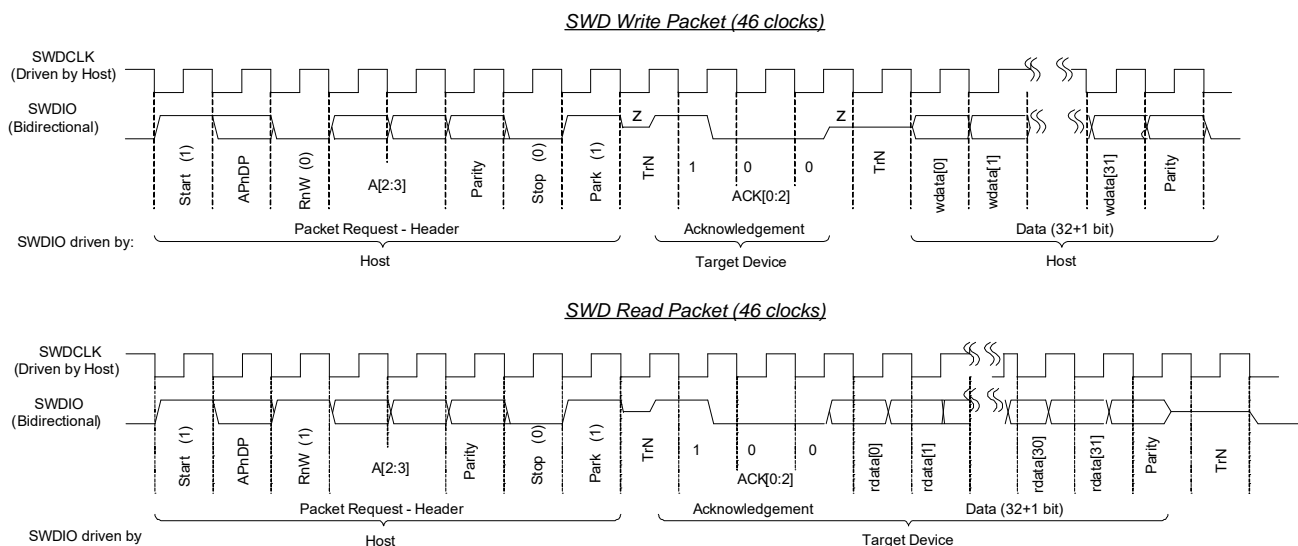 SWD Write Packet (46 clocks)
SWDCLK
(Driven by Host)
SWDIO
(Bidirectional)
Z
Z
Start (1)
APnDP
RnW (0)
A[2:3]
Parity
Stop (0)
Park (1)
TrN
1
0
0
ACK[0:2]
TrN
wdata[0]
wdata[1]
wdata[31]
Parity
SWDIO driven by:
Packet Request - Header
Acknowledgement
Data (32+1 bit)
Host
Target Device
Host
SWD Read Packet (46 clocks)
SWDCLK
(Driven by Host)
SWDIO
(Bidirectional)
Start (1)
APnDP
RnW (1)
A[2:3]
Parity
Stop (0)
Park (1)
TrN
1
0
0
ACK[0:2]
rdata[0]
rdata[1]
rdata[30]
rdata[31]
Parity
TrN
Packet Request - Header
Acknowledgement
Data (32+1 bit)
SWDIO driven by
Host
Target Device